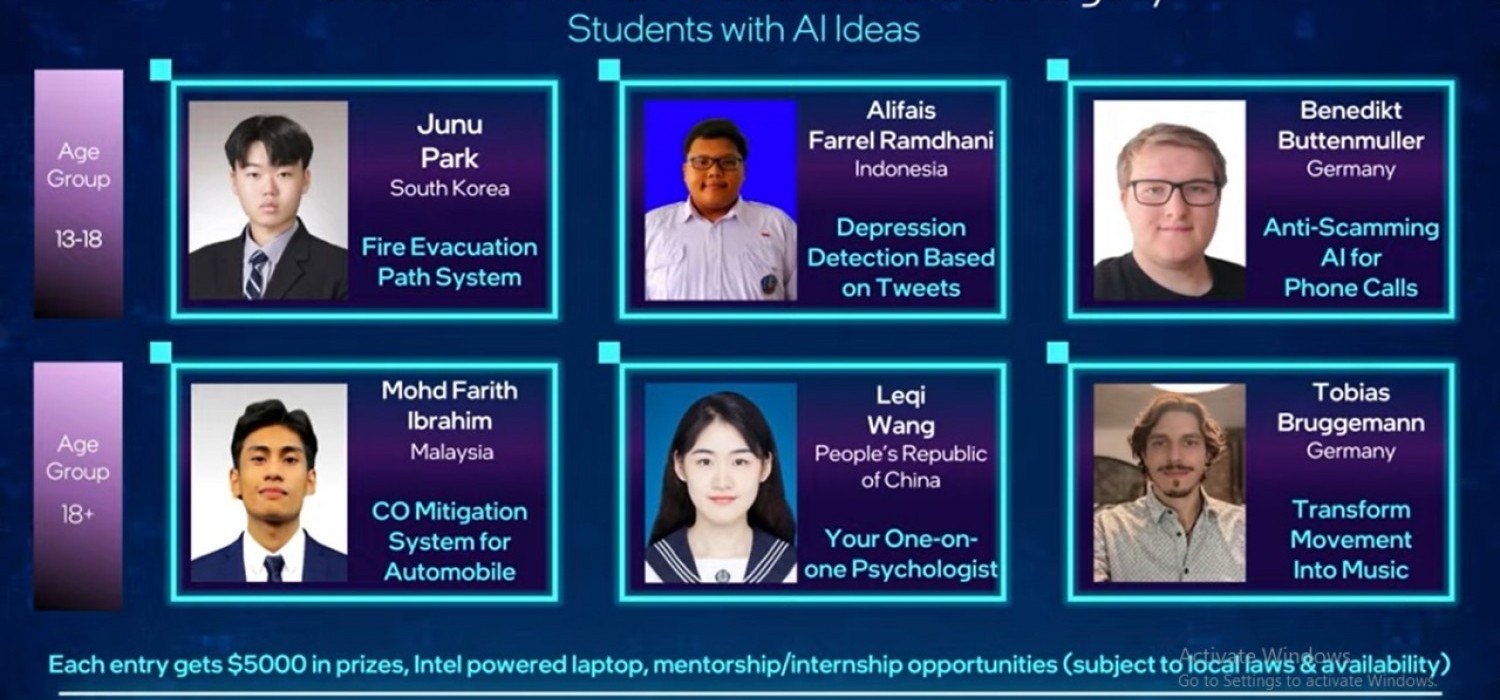 Students with AI Ideas
Age
Group
13-18
Junu
Park
South Korea
Fire Evacuation
Path System
Alifais
Farrel Ramdhani
Indonesia
Depression
Detection Based
on Tweets
Benedikt
Buttenmuller
Germany
Anti-Scamming
AI for
Phone Calls
Age
Group
18+
Mohd Farith
Ibrahim
Malaysia
CO Mitigation
System for
Automobile
Leqi
Wang
People's Republic
of China
Your One-on-
one Psychologist
Tobias
Bruggemann
Germany
Transform
Movement
Into Music
Each entry gets $5000 in prizes, Intel powered laptop, mentorship/internship opportunities (subject to local laws & availability)
Activate Windows
Go to Settings to activate Windows.